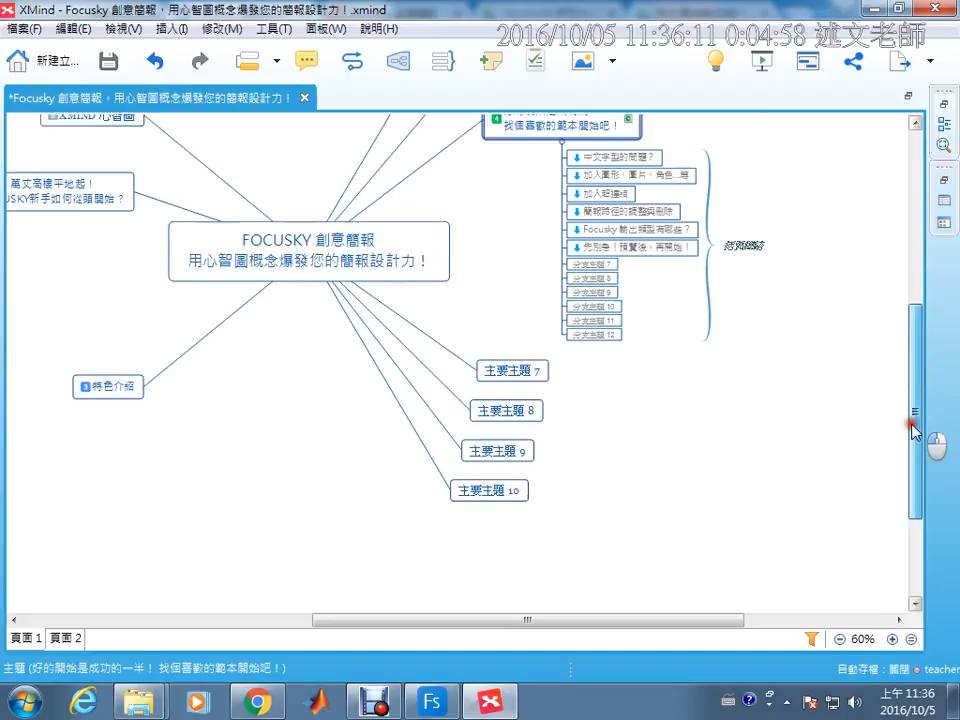 XMind - Focusky 創意簡報，用心智圖概念爆發您的簡報設計力！.xmind
檔案(F) 編輯(E) 檢視(V) 插入(I) 修改(M) 工具(T) 面板(W) 說明(H)
2016/10/05 11:36:11 0:04:58 述文老師
新建立...
*Focusky 創意簡報，用心智圖概念爆發您的簡報設計力！
XMIND 心智圖
4
找個喜歡的範本開始吧！
中文字型的問題？
加入圖形、圖片、角色...等
加入超連結
簡報路徑的調整與刪除
Focusky 輸出類型有哪些？
先別急！預覽後，再開始！
分支主題 7
分支主題 8
分支主題 9
分支主題 10
分支主題 11
分支主題 12
萬丈高樓平地起！
USKY新手如何從頭開始？
FOCUSKY 創意簡報
用心智圖概念爆發您的簡報設計力！
3 特色介紹
主要主題 7
主要主題 8
主要主題 9
主要主題 10
頁面 1 頁面 2
60%
主題 (好的開始是成功的一半！ 找個喜歡的範本開始吧！)
自動存檔：關閉 teacher
Fs
上午 11:36
2016/10/5